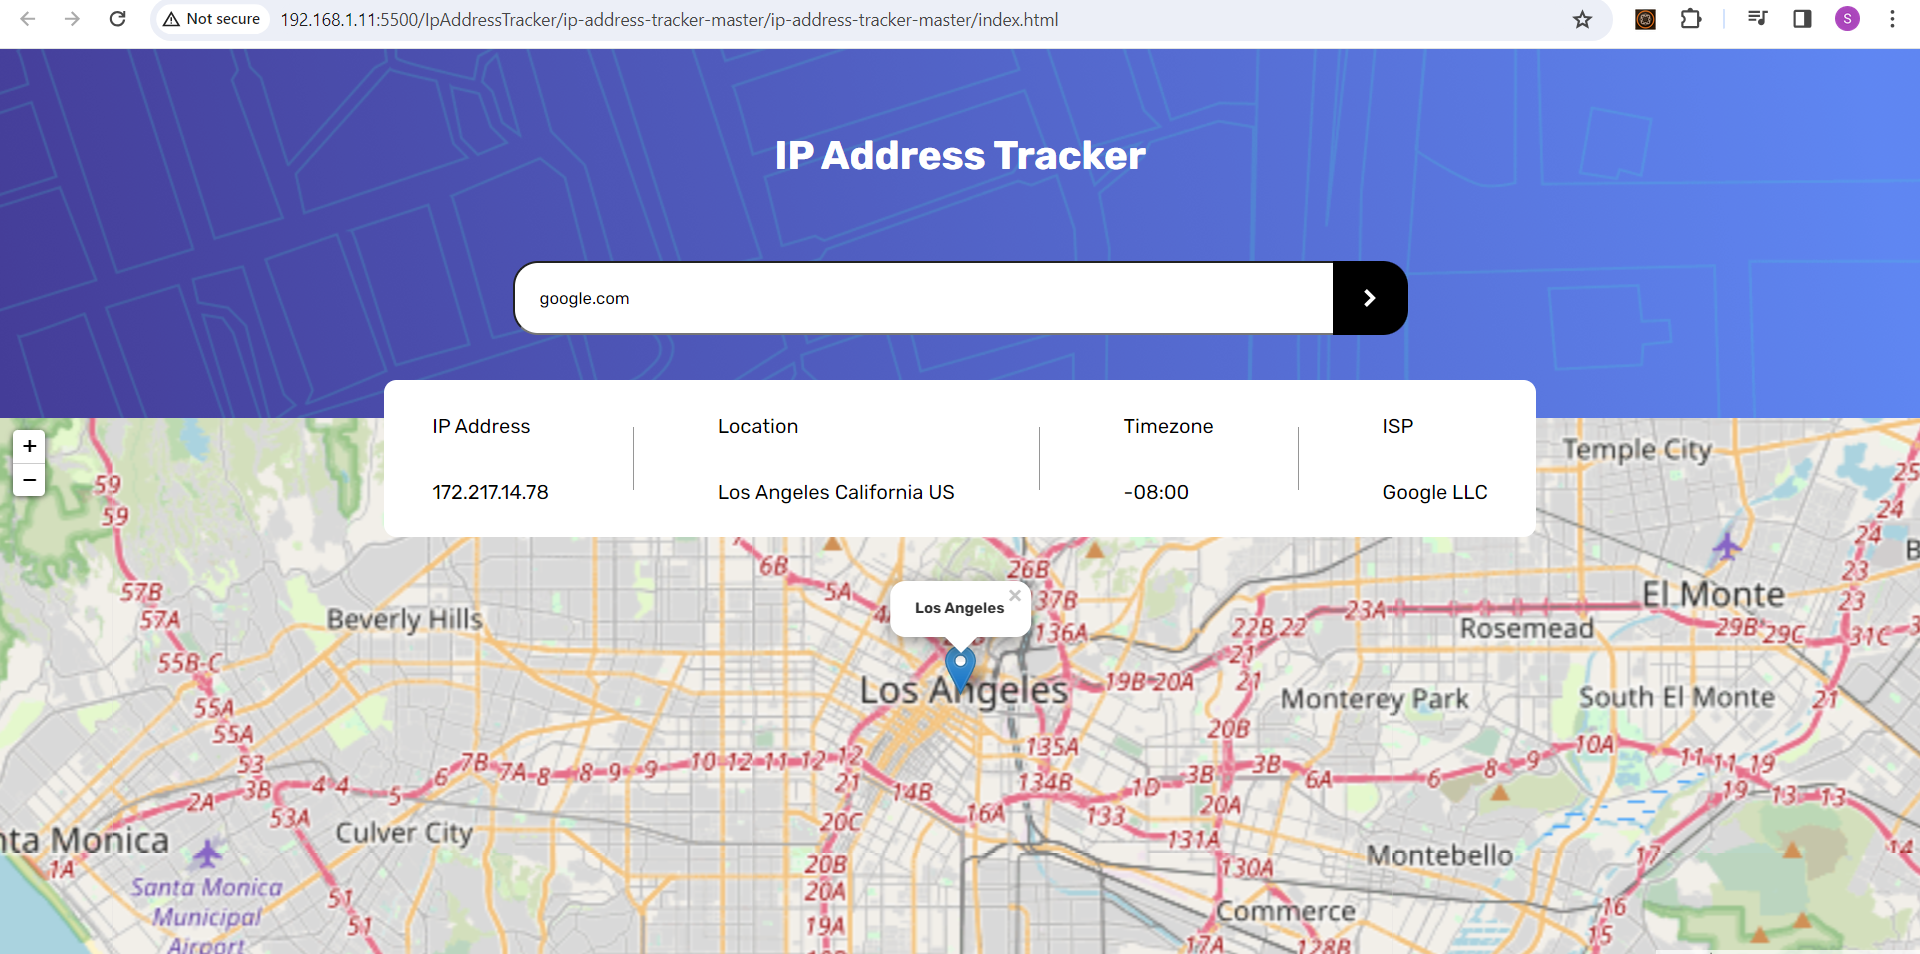 Not secure 192.168.1.11:5500/IpAddressTracker/ip-address-tracker-master/ip-address-tracker-master/index.html S
IP Address Tracker
google.com
IP Address Location Timezone ISP
172.217.14.78 Los Angeles California US -08:00 Google LLC
+
−
Temple City
59
25
59
24
24
6B
26B
23
57B
5A
37B
El Monte
23
57A
Beverly Hills
Los Angeles
136A
22B 22
23A
Rosemead
29B 29C
31C
55B-C
21
Los Angeles
19B 20A
21
Monterey Park
South El Monte
21
55A
55A
20B
135A
10A
53
7B
7A 8 8 9 9
10 12 11 12 12
3B
11 11 19
3B
4 4
5
6
21
14B
134B
1D
3B
6A
6
8
9
19
13 13
2A
53A
20C
16A
133
20A
nta Monica
Culver City
131A
14
1A
20B
130A
Montebello
17
Santa Monica
Municipal
Airport
51
20A
16
51
19A
Commerce
15
17A
128B